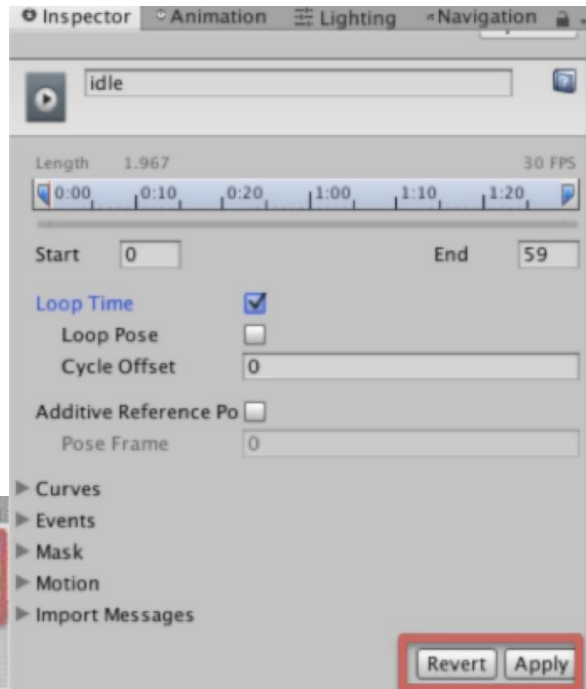 Inspector Animation Lighting Navigation
idle
Length 1.967 30 FPS
0:00 0:10 0:20 1:00 1:10 1:20
Start 0 End 59
Loop Time
Loop Pose
Cycle Offset 0
Additive Reference Po
Pose Frame 0
Curves
Events
Mask
Motion
Import Messages
Revert Apply